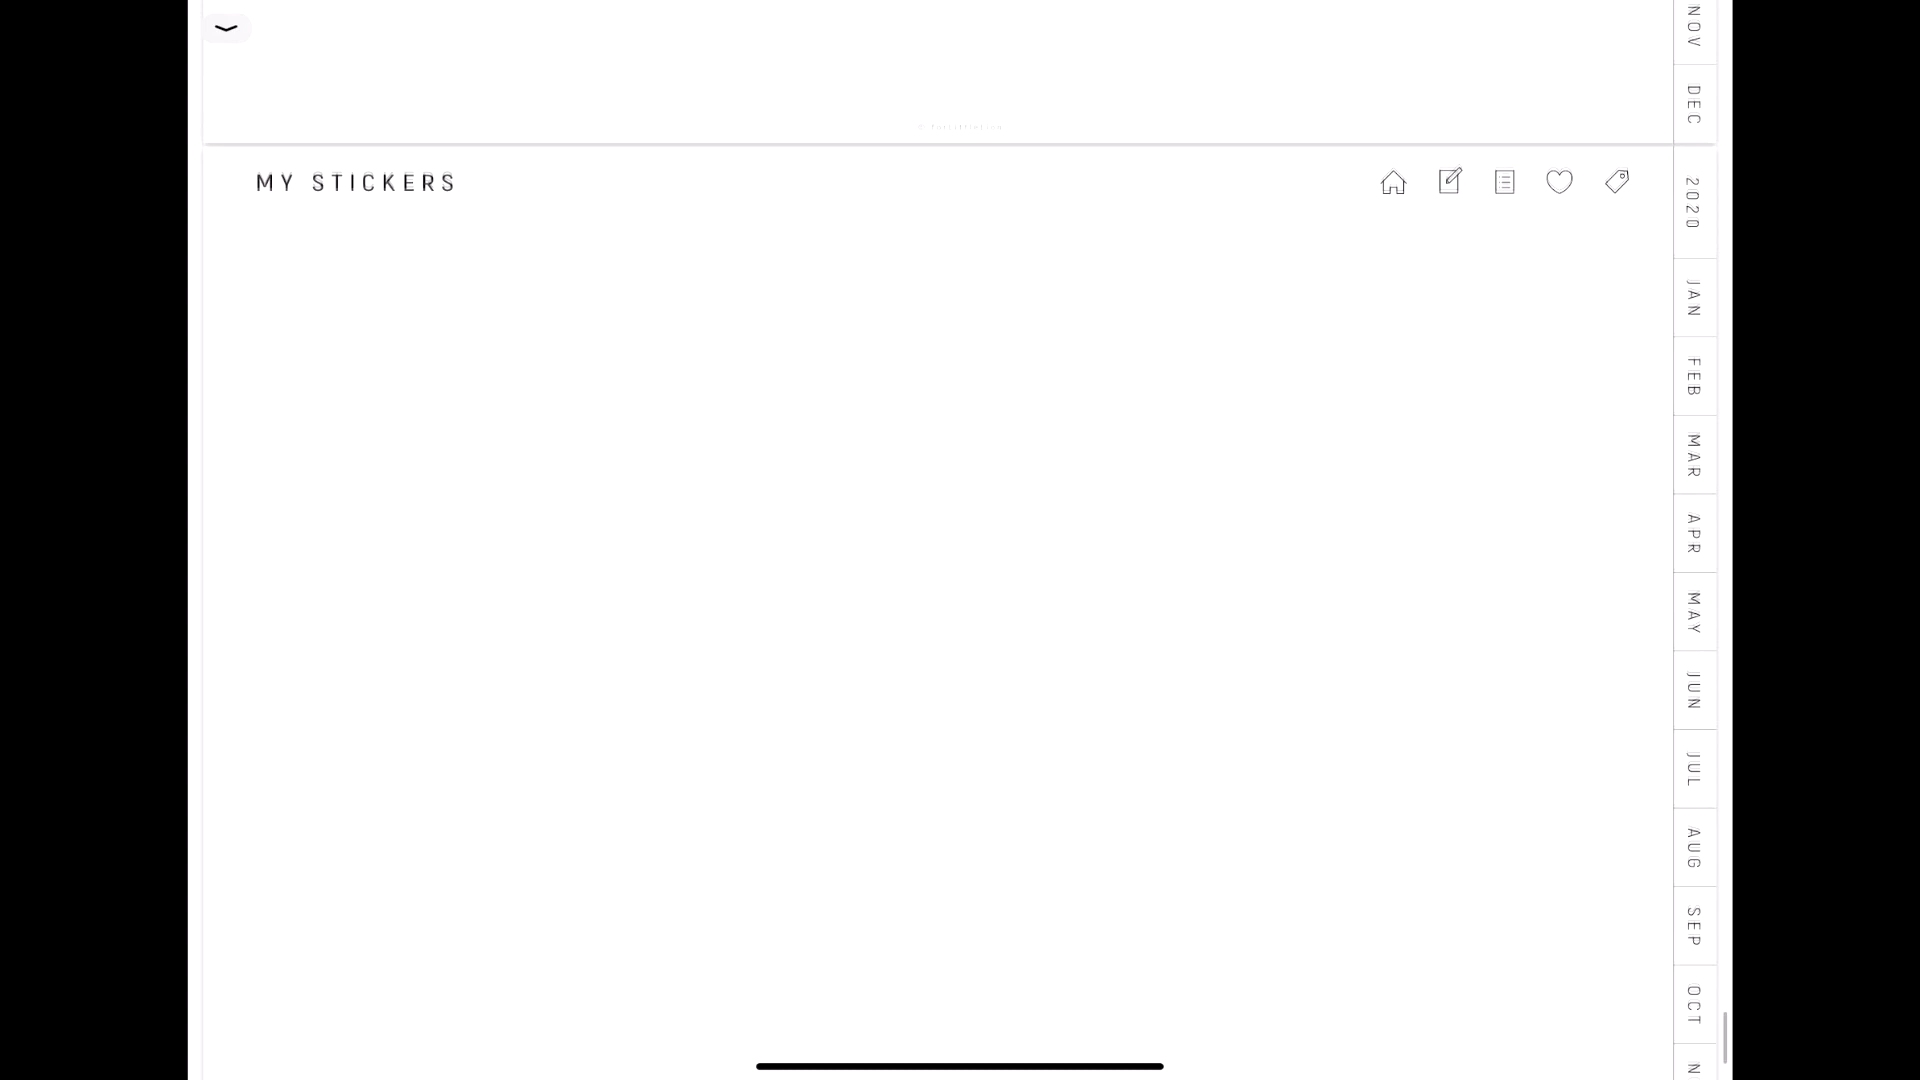 NOV
DEC
MY STICKERS
2020
JAN
FEB
MAR
APR
MAY
JUN
JUL
AUG
SEP
OCT
N